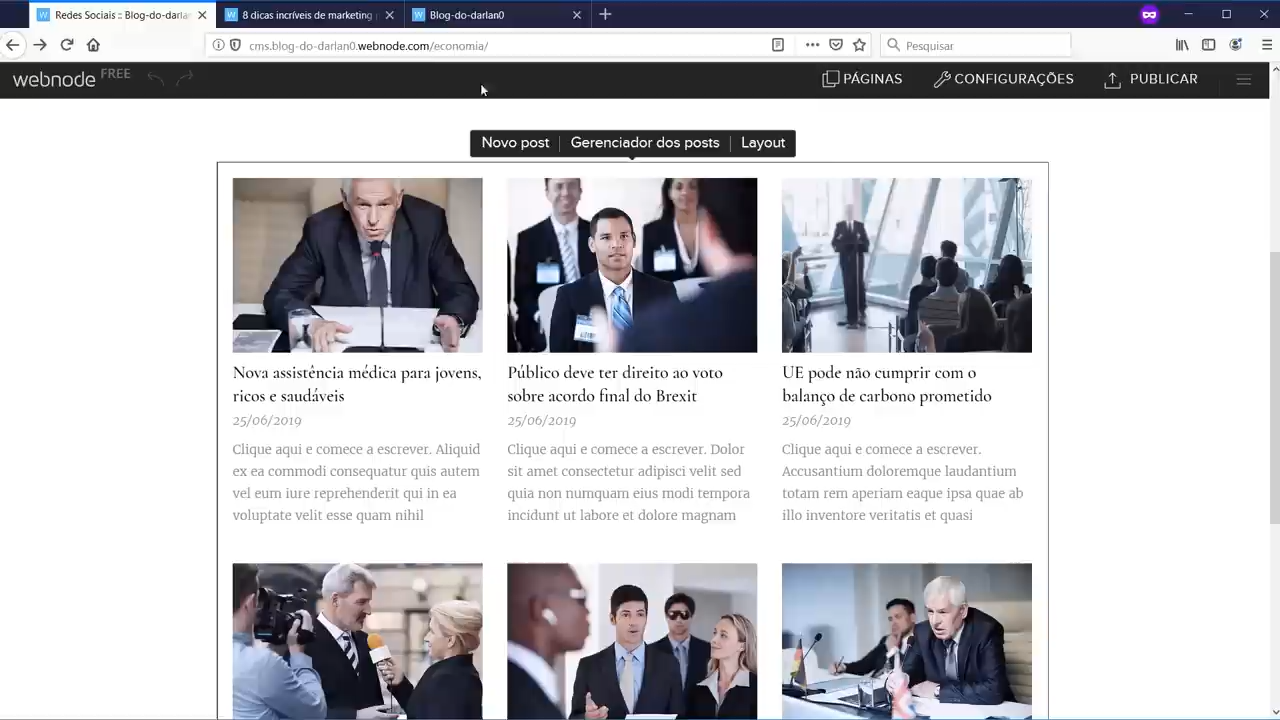 Redes Sociais :: Blog-do-darlan
8 dicas incríveis de marketing
Blog-do-darlan0
cms.blog-do-darlan0.webnode.com/economia/
Pesquisar
webnode FREE
PÁGINAS
CONFIGURAÇÕES
PUBLICAR
Novo post
Gerenciador dos posts
Layout
Nova assistência médica para jovens,
ricos e saudáveis
25/06/2019
Clique aqui e comece a escrever. Aliquid
ex ea commodi consequatur quis autem
vel eum iure reprehenderit qui in ea
voluptate velit esse quam nihil
Público deve ter direito ao voto
sobre acordo final do Brexit
25/06/2019
Clique aqui e comece a escrever. Dolor
sit amet consectetur adipisci velit sed
quia non numquam eius modi tempora
incidunt ut labore et dolore magnam
UE pode não cumprir com o
balanço de carbono prometido
25/06/2019
Clique aqui e comece a escrever.
Accusantium doloremque laudantium
totam rem aperiam eaque ipsa quae ab
illo inventore veritatis et quasi